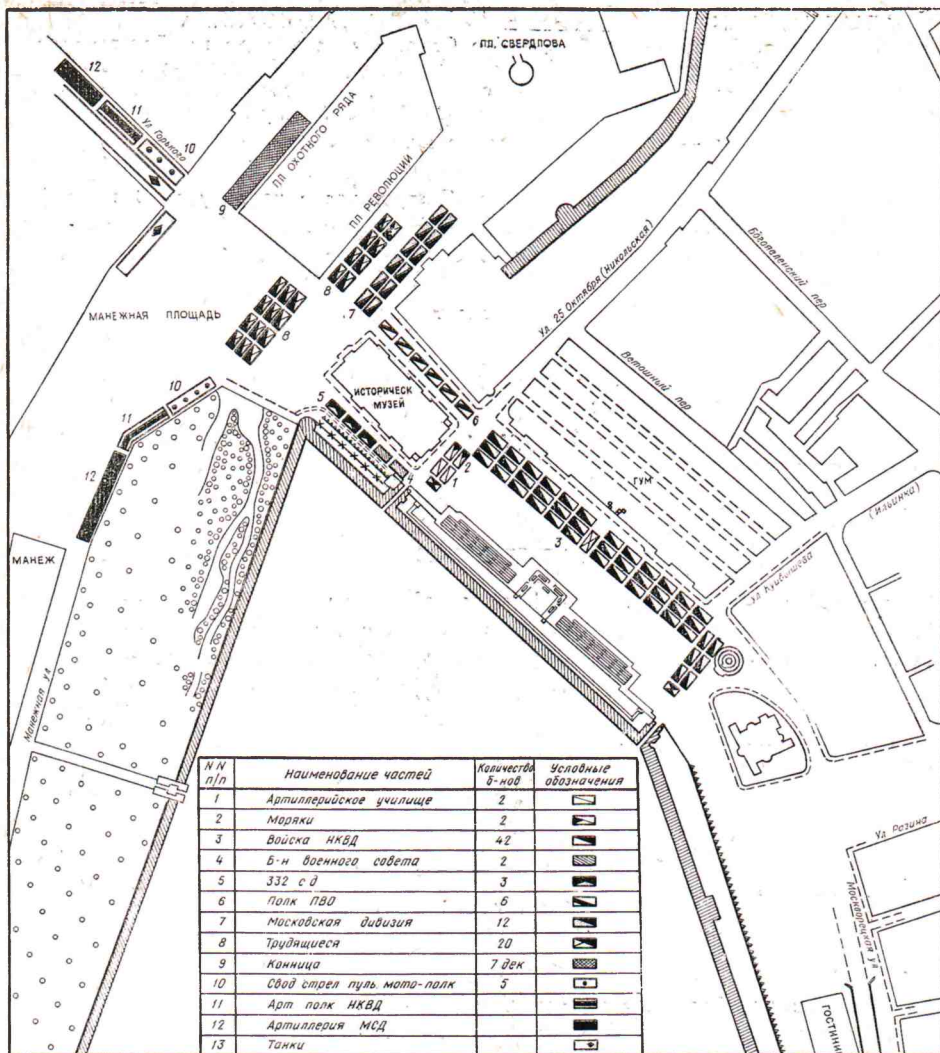 ПЛ. СВЕРДЛОВА
12
11
Ул Горького
10
ПЛ ОХОТНОГО РЯДА
9
ПЛ РЕВОЛЮЦИИ
8
7
МАНЕЖНАЯ ПЛОЩАДЬ
8
Ул 25 Октября (Никольская)
Богоявленский пер
Ветошный пер
10
11
12
5
ИСТОРИЧЕСК
МУЗЕЙ
6
4
2
1
ГУМ
3
(Ильинка)
ул Куйбышева
МАНЕЖ
Манежная ул
Ул Разина
Москворецкая ул
ГОСТИНИ
N N п/п Наименование частей Количество б-нов Условные обозначения
1 Артиллерийское училище 2
2 Моряки 2
3 Войска НКВД 42
4 Б-н военного совета 2
5 332 с д 3
6 Полк ПВО 6
7 Московская дивизия 12
8 Трудящиеся 20
9 Конница 7 дек
10 Свод стрел пуль. мото-полк 5
11 Арт полк НКВД
12 Артиллерия МСД
13 Танки